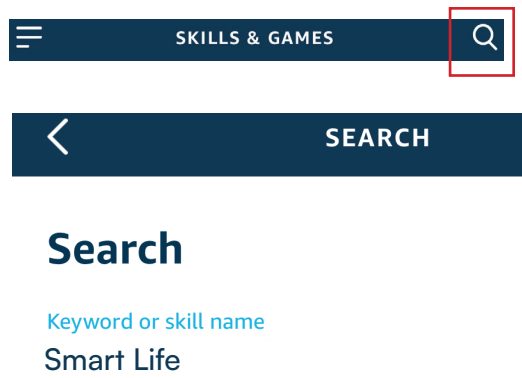 SKILLS & GAMES
SEARCH
Search
Keyword or skill name
Smart Life